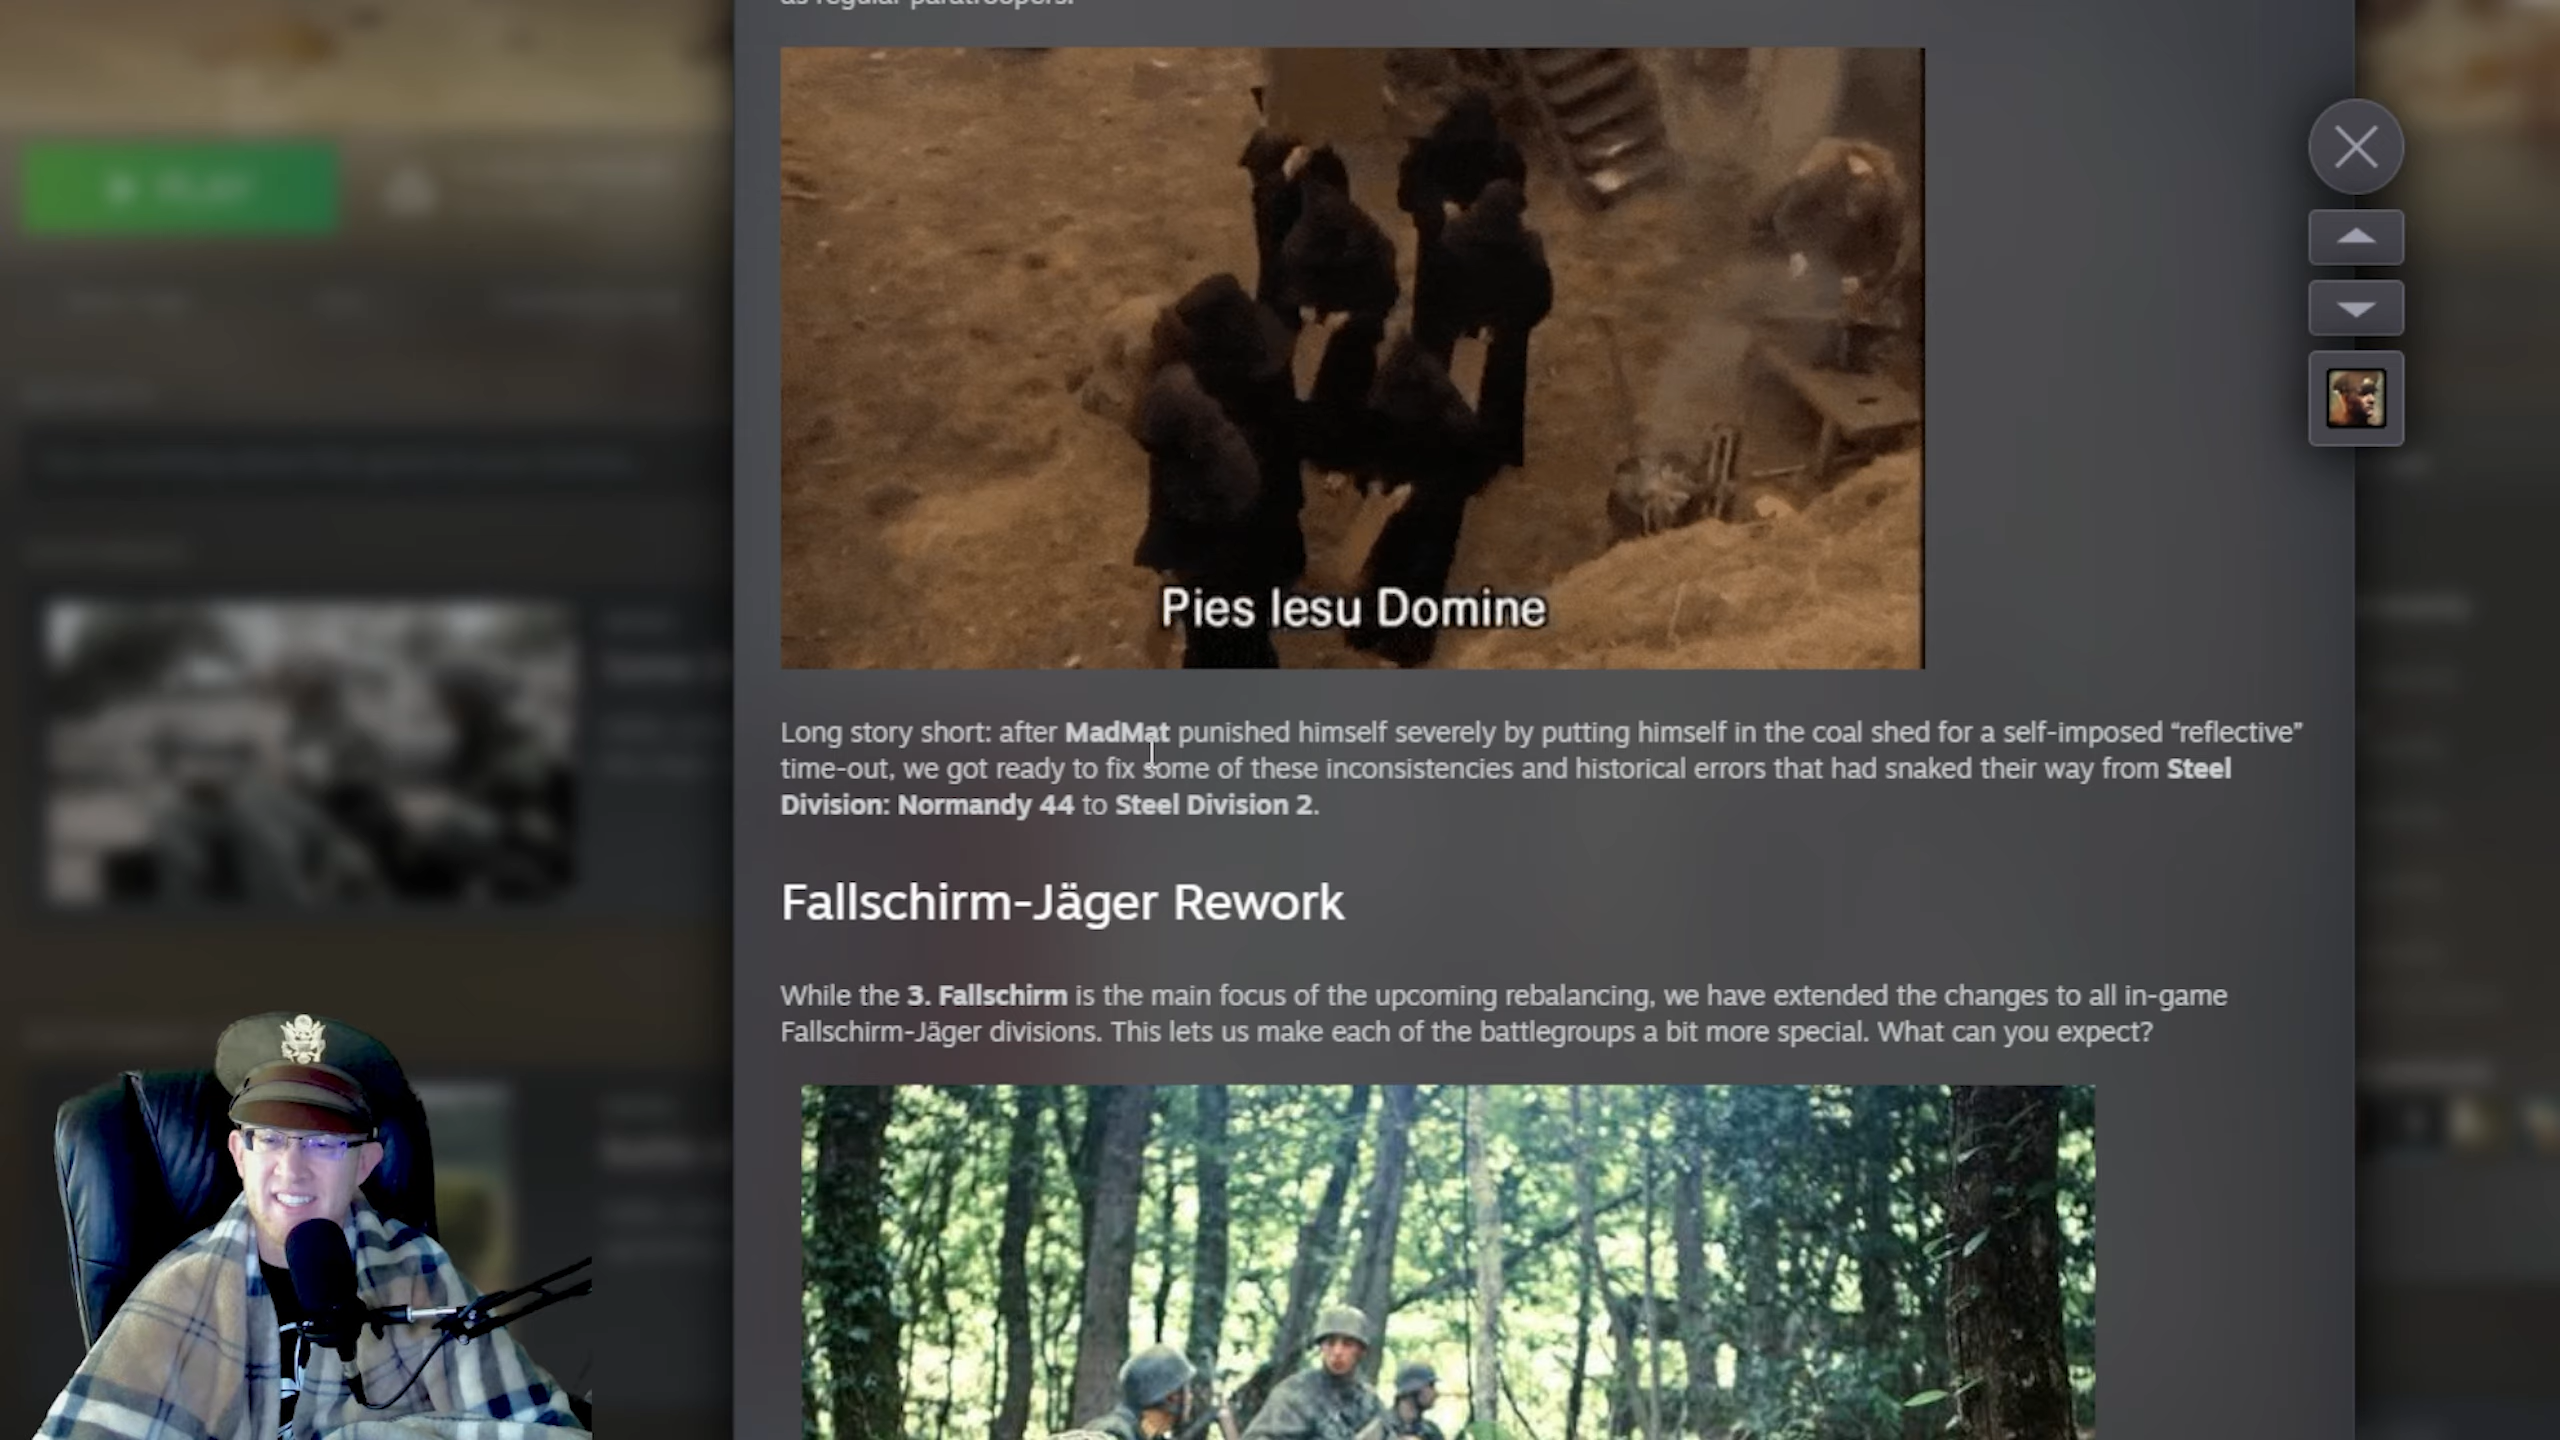 as regular paratroopers.
Pies Iesu Domine
Long story short: after MadMat punished himself severely by putting himself in the coal shed for a self-imposed “reflective”
time-out, we got ready to fix some of these inconsistencies and historical errors that had snaked their way from Steel
Division: Normandy 44 to Steel Division 2.
Fallschirm-Jäger Rework
While the 3. Fallschirm is the main focus of the upcoming rebalancing, we have extended the changes to all in-game
Fallschirm-Jäger divisions. This lets us make each of the battlegroups a bit more special. What can you expect?